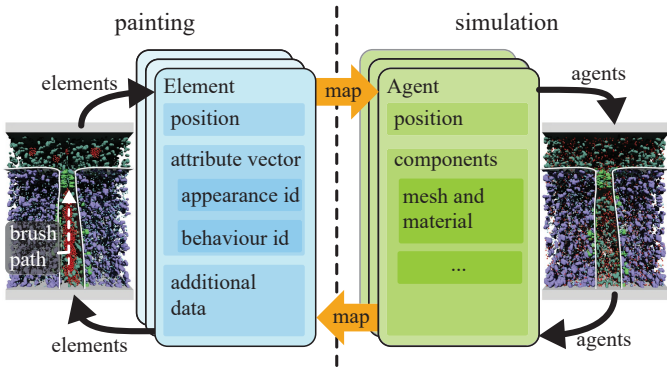 painting
simulation
elements
Element
position
attribute vector
appearance id
behaviour id
additional
data
brush
path
elements
map
map
Agent
position
components
mesh and
material
...
agents
agents